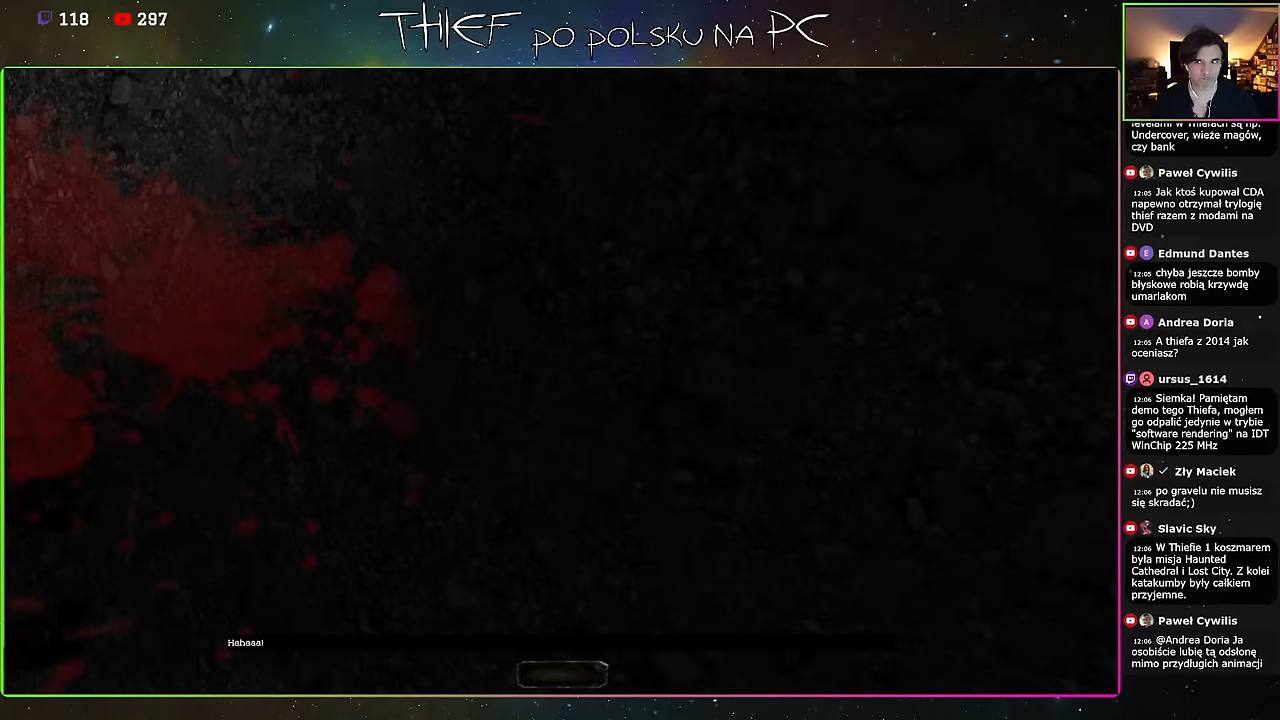 118 297
THIEF PO POLSKU NA PC
levelami w Thiefach są np.
Undercover, wieże magów,
czy bank
Paweł Cywilis
12:05 Jak ktoś kupował CDA
napewno otrzymał trylogię
thief razem z modami na
DVD
E Edmund Dantes
12:05 chyba jeszcze bomby
błyskowe robią krzywdę
umarlakom
A Andrea Doria
12:05 A thiefa z 2014 jak
oceniasz?
ursus_1614
12:06 Siemka! Pamiętam
demo tego Thiefa, mogłem
go odpalić jedynie w trybie
"software rendering" na IDT
WinChip 225 MHz
Zły Maciek
12:06 po gravelu nie musisz
się skradać;)
Slavic Sky
12:06 W Thiefie 1 koszmarem
była misja Haunted
Cathedral i Lost City. Z kolei
katakumby były całkiem
przyjemne.
Paweł Cywilis
12:06 @Andrea Doria Ja
osobiście lubię tą odsłonę
mimo przydługich animacji
Hahaaa!